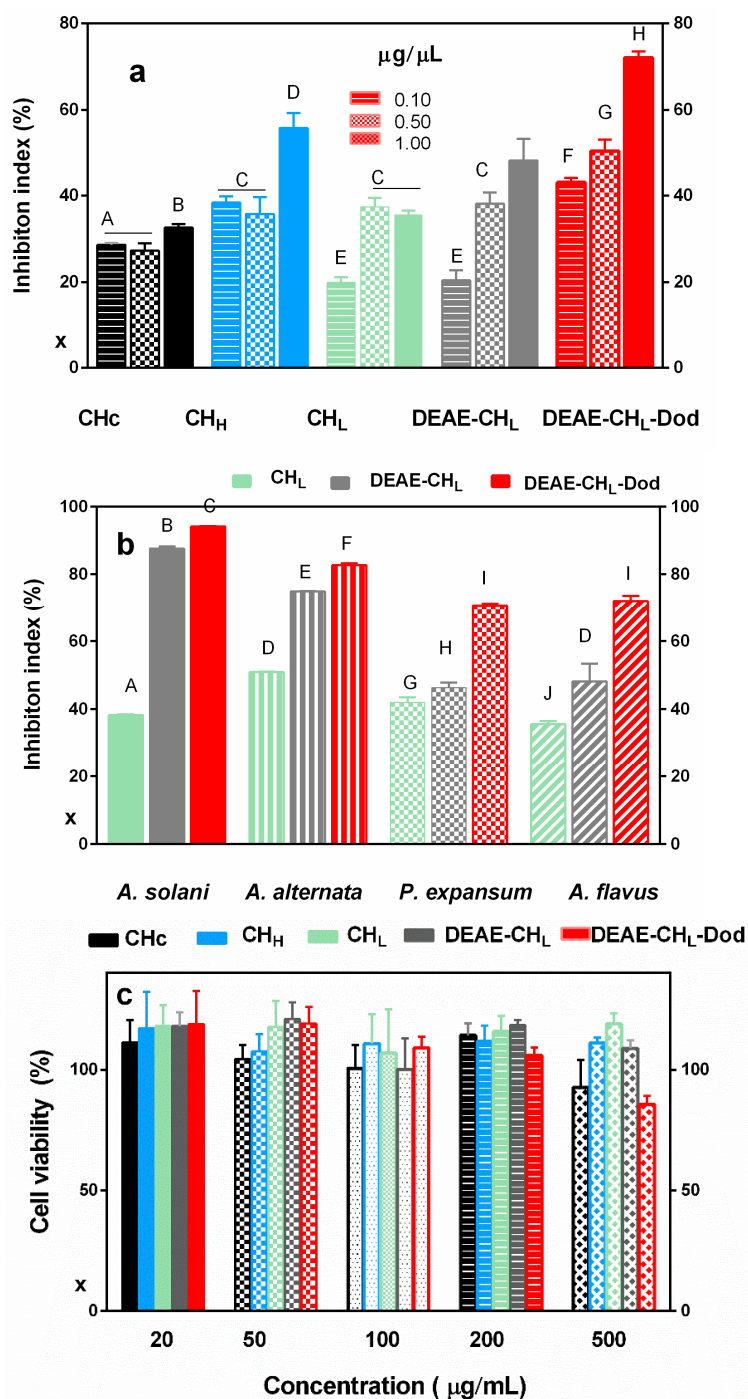 80 80
a
μg/μL
0.10
0.50
1.00
60 60
40 40
20 20
0 0
Inhibiton index (%)
x
A B C D E C E C F G H
CHc CH_H CH_L DEAE-CH_L DEAE-CH_L-Dod
CH_L DEAE-CH_L DEAE-CH_L-Dod
100 100
b
80 80
60 60
40 40
20 20
0 0
Inhibiton index (%)
x
A B C D E F G H I J D I
A. solani A. alternata P. expansum A. flavus
CHc CH_H CH_L DEAE-CH_L DEAE-CH_L-Dod
c
100 100
50 50
0 0
Cell viability (%)
x
20 50 100 200 500
Concentration ( μg/mL)